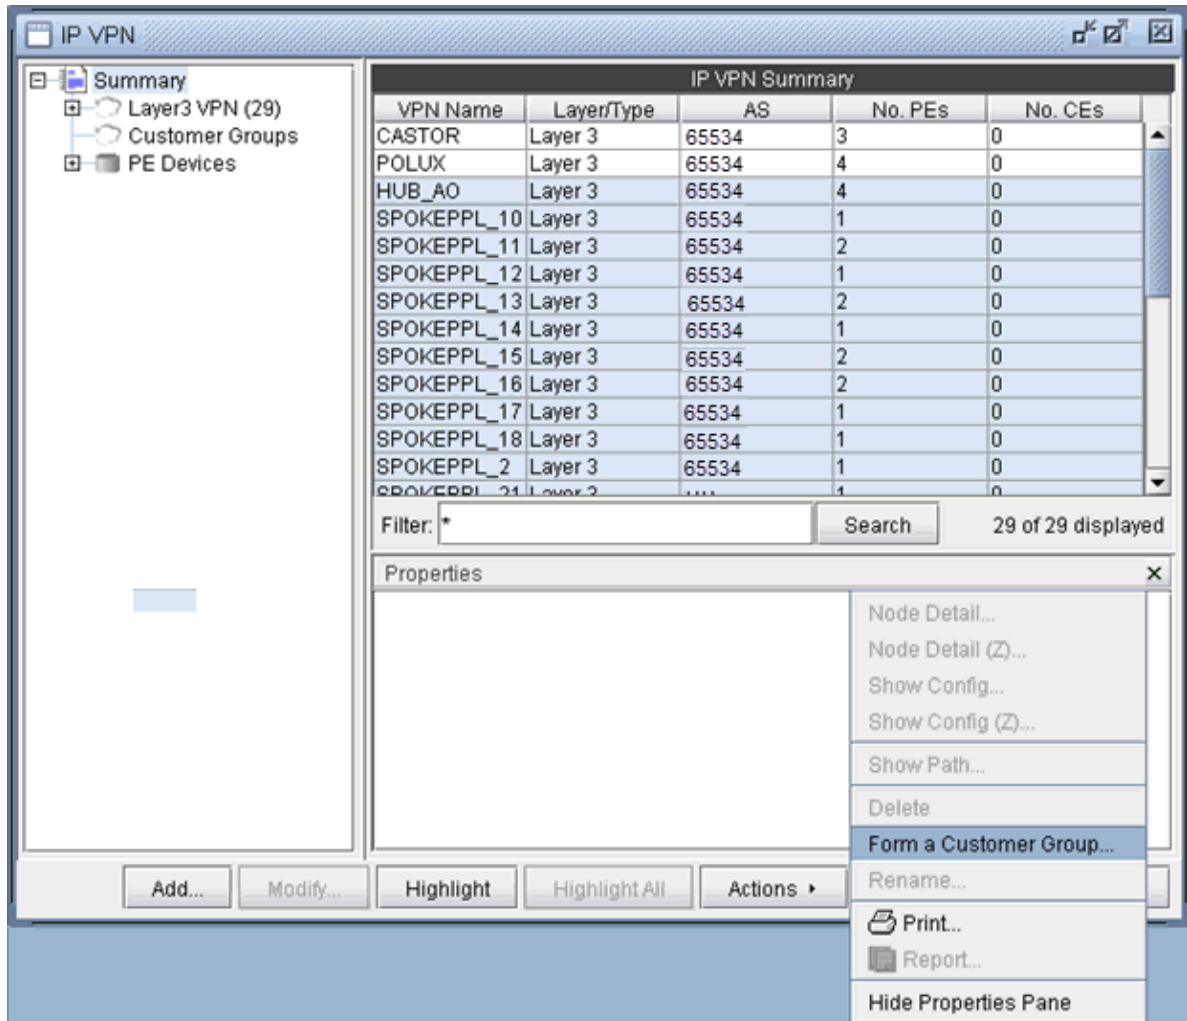 IP VPN
Summary
Layer3 VPN (29)
Customer Groups
PE Devices
IP VPN Summary
VPN Name Layer/Type AS No. PEs No. CEs
CASTOR Layer 3 65534 3 0
POLUX Layer 3 65534 4 0
HUB_AO Layer 3 65534 4 0
SPOKEPPL_10 Layer 3 65534 1 0
SPOKEPPL_11 Layer 3 65534 2 0
SPOKEPPL_12 Layer 3 65534 1 0
SPOKEPPL_13 Layer 3 65534 2 0
SPOKEPPL_14 Layer 3 65534 1 0
SPOKEPPL_15 Layer 3 65534 2 0
SPOKEPPL_16 Layer 3 65534 2 0
SPOKEPPL_17 Layer 3 65534 1 0
SPOKEPPL_18 Layer 3 65534 1 0
SPOKEPPL_2 Layer 3 65534 1 0
SPOKEPPL_21 Layer 3 1 0
Filter: * Search 29 of 29 displayed
Properties
Node Detail...
Node Detail (Z)...
Show Config...
Show Config (Z)...
Show Path...
Delete
Form a Customer Group...
Rename...
Print...
Report...
Hide Properties Pane
Add... Modify... Highlight Highlight All Actions